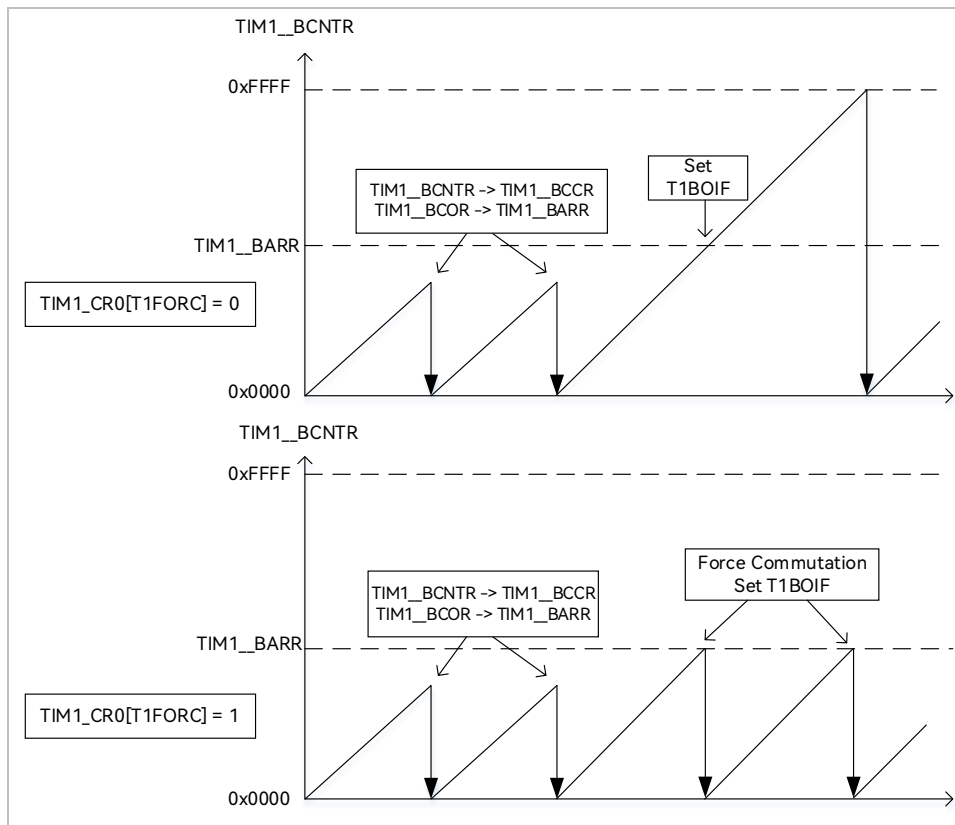 TIM1__BCNTR
0xFFFF
Set
T1BOIF
TIM1__BCNTR -> TIM1__BCCR
TIM1__BCOR -> TIM1__BARR
TIM1__BARR
TIM1_CR0[T1FORC] = 0
0x0000
TIM1__BCNTR
0xFFFF
Force Commutation
Set T1BOIF
TIM1__BCNTR -> TIM1__BCCR
TIM1__BCOR -> TIM1__BARR
TIM1__BARR
TIM1_CR0[T1FORC] = 1
0x0000